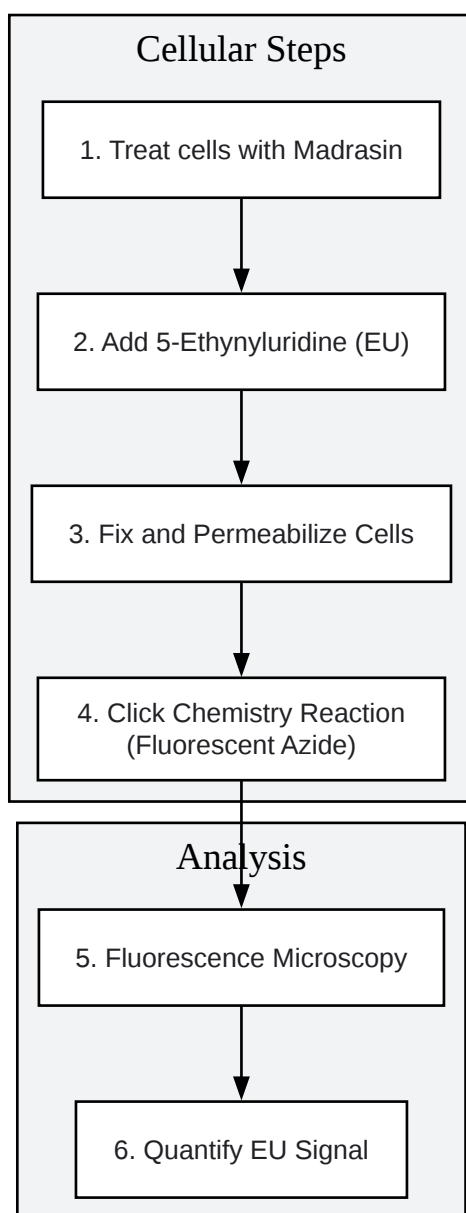 Cellular Steps
1. Treat cells with Madrasin
2. Add 5-Ethynyluridine (EU)
3. Fix and Permeabilize Cells
4. Click Chemistry Reaction
(Fluorescent Azide)
Analysis
5. Fluorescence Microscopy
6. Quantify EU Signal